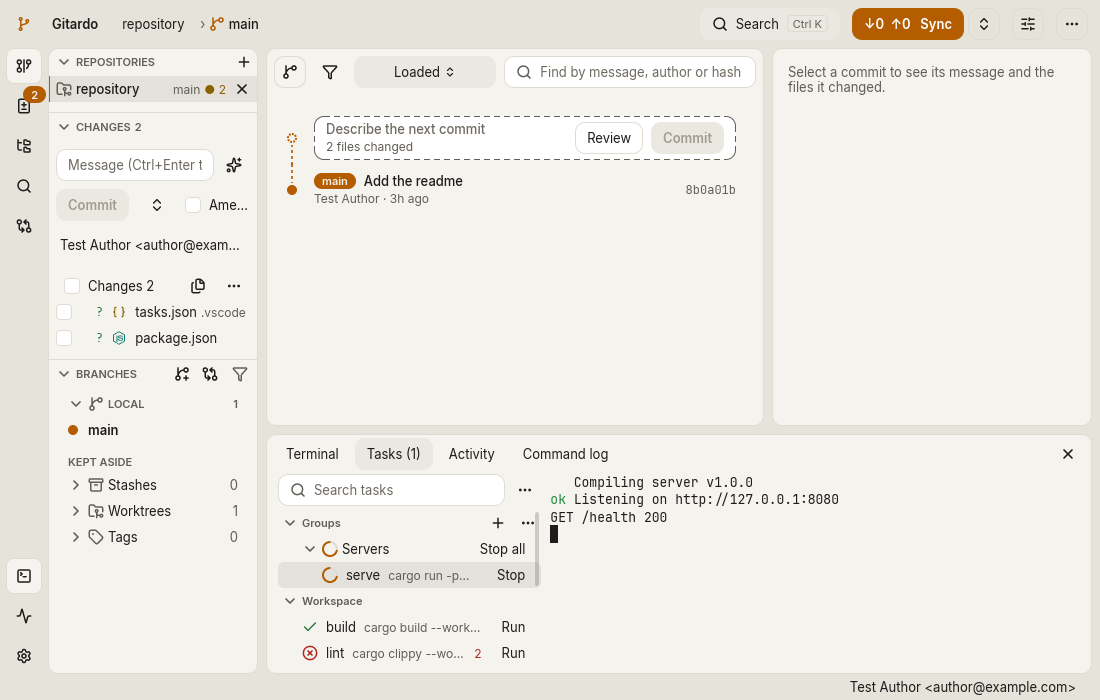 Gitardo repository main
Search Ctrl K
↓0 ↑0 Sync
2
REPOSITORIES
repository main 2
CHANGES 2
Message (Ctrl+Enter t
Commit Ame...
Test Author <author@exam...
Changes 2
? { } tasks.json .vscode
? package.json
BRANCHES
LOCAL 1
main
KEPT ASIDE
Stashes 0
Worktrees 1
Tags 0
Loaded Find by message, author or hash
Describe the next commit
2 files changed
Review Commit
main Add the readme
Test Author · 3h ago
8b0a01b
Select a commit to see its message and the
files it changed.
Terminal Tasks (1) Activity Command log
Search tasks
Groups
Servers Stop all
serve cargo run -p... Stop
Workspace
build cargo build --work... Run
lint cargo clippy --wo... 2 Run
Compiling server v1.0.0
ok Listening on http://127.0.0.1:8080
GET /health 200
Test Author <author@example.com>